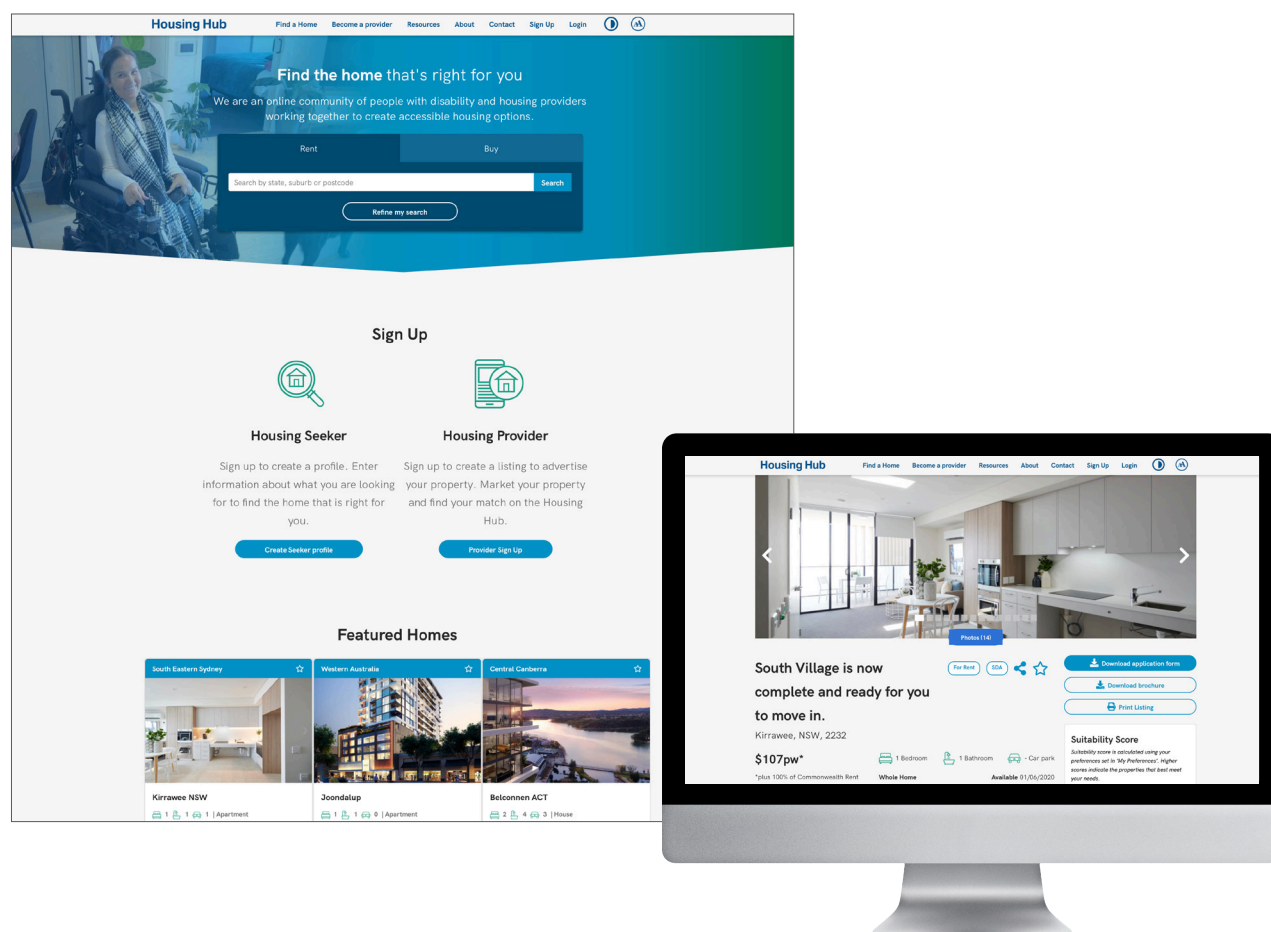 Housing Hub
Find a Home Become a provider Resources About Contact Sign Up Login
Find the home that's right for you
We are an online community of people with disability and housing providers
working together to create accessible housing options.
Rent Buy
Search by state, suburb or postcode Search
Refine my search
Sign Up
Housing Seeker
Sign up to create a profile. Enter
information about what you are looking
for to find the home that is right for
you.
Create Seeker profile
Housing Provider
Sign up to create a listing to advertise
your property. Market your property
and find your match on the Housing
Hub.
Provider Sign Up
Featured Homes
South Eastern Sydney
Kirrawee NSW
1 1 1 | Apartment
Western Australia
Joondalup
1 1 0 | Apartment
Central Canberra
Belconnen ACT
2 4 3 | House
Housing Hub
Find a Home Become a provider Resources About Contact Sign Up Login
Photos (14)
South Village is now
complete and ready for you
to move in.
Kirrawee, NSW, 2232
For Rent SDA
$107pw*
1 Bedroom 1 Bathroom - Car park
*plus 100% of Commonwealth Rent
Whole Home Available 01/06/2020
Download application form
Download brochure
Print Listing
Suitability Score
Suitability score is calculated using your
preferences set in 'My Preferences'. Higher
scores indicate the properties that best meet
your needs.